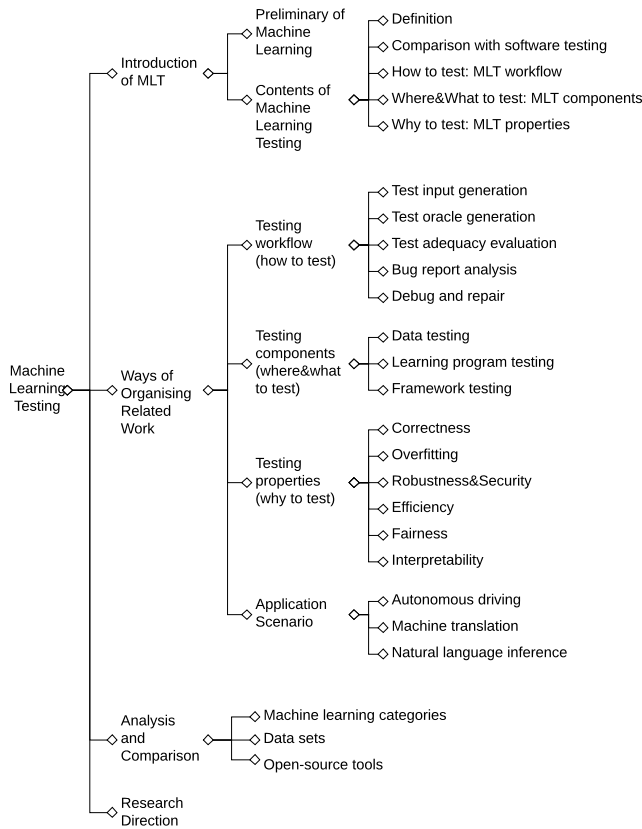 Machine
Learning
Testing
Introduction
of MLT
Preliminary of
Machine
Learning
Contents of
Machine
Learning
Testing
Definition
Comparison with software testing
How to test: MLT workflow
Where&What to test: MLT components
Why to test: MLT properties
Ways of
Organising
Related
Work
Testing
workflow
(how to test)
Test input generation
Test oracle generation
Test adequacy evaluation
Bug report analysis
Debug and repair
Testing
components
(where&what
to test)
Data testing
Learning program testing
Framework testing
Testing
properties
(why to test)
Correctness
Overfitting
Robustness&Security
Efficiency
Fairness
Interpretability
Application
Scenario
Autonomous driving
Machine translation
Natural language inference
Analysis
and
Comparison
Machine learning categories
Data sets
Open-source tools
Research
Direction